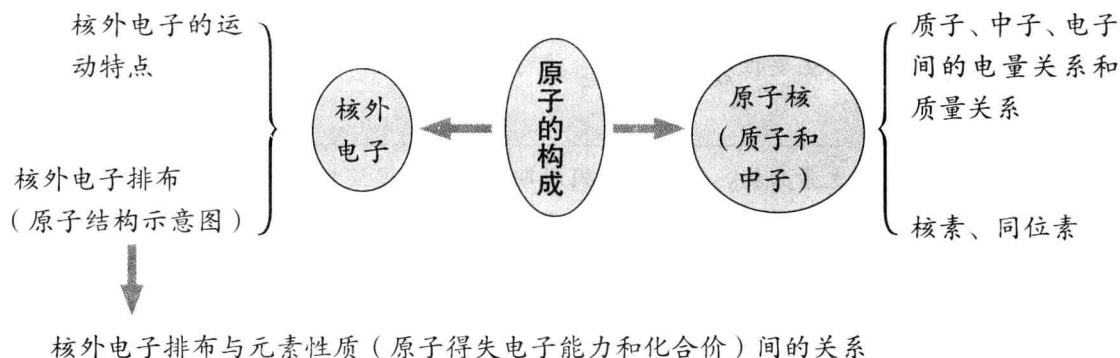 核外电子的运
动特点
核外电子排布
（原子结构示意图）
核外
电子
原子的构成
原子核
（质子和
中子）
质子、中子、电子
间的电量关系和
质量关系
核素、同位素
核外电子排布与元素性质（原子得失电子能力和化合价）间的关系